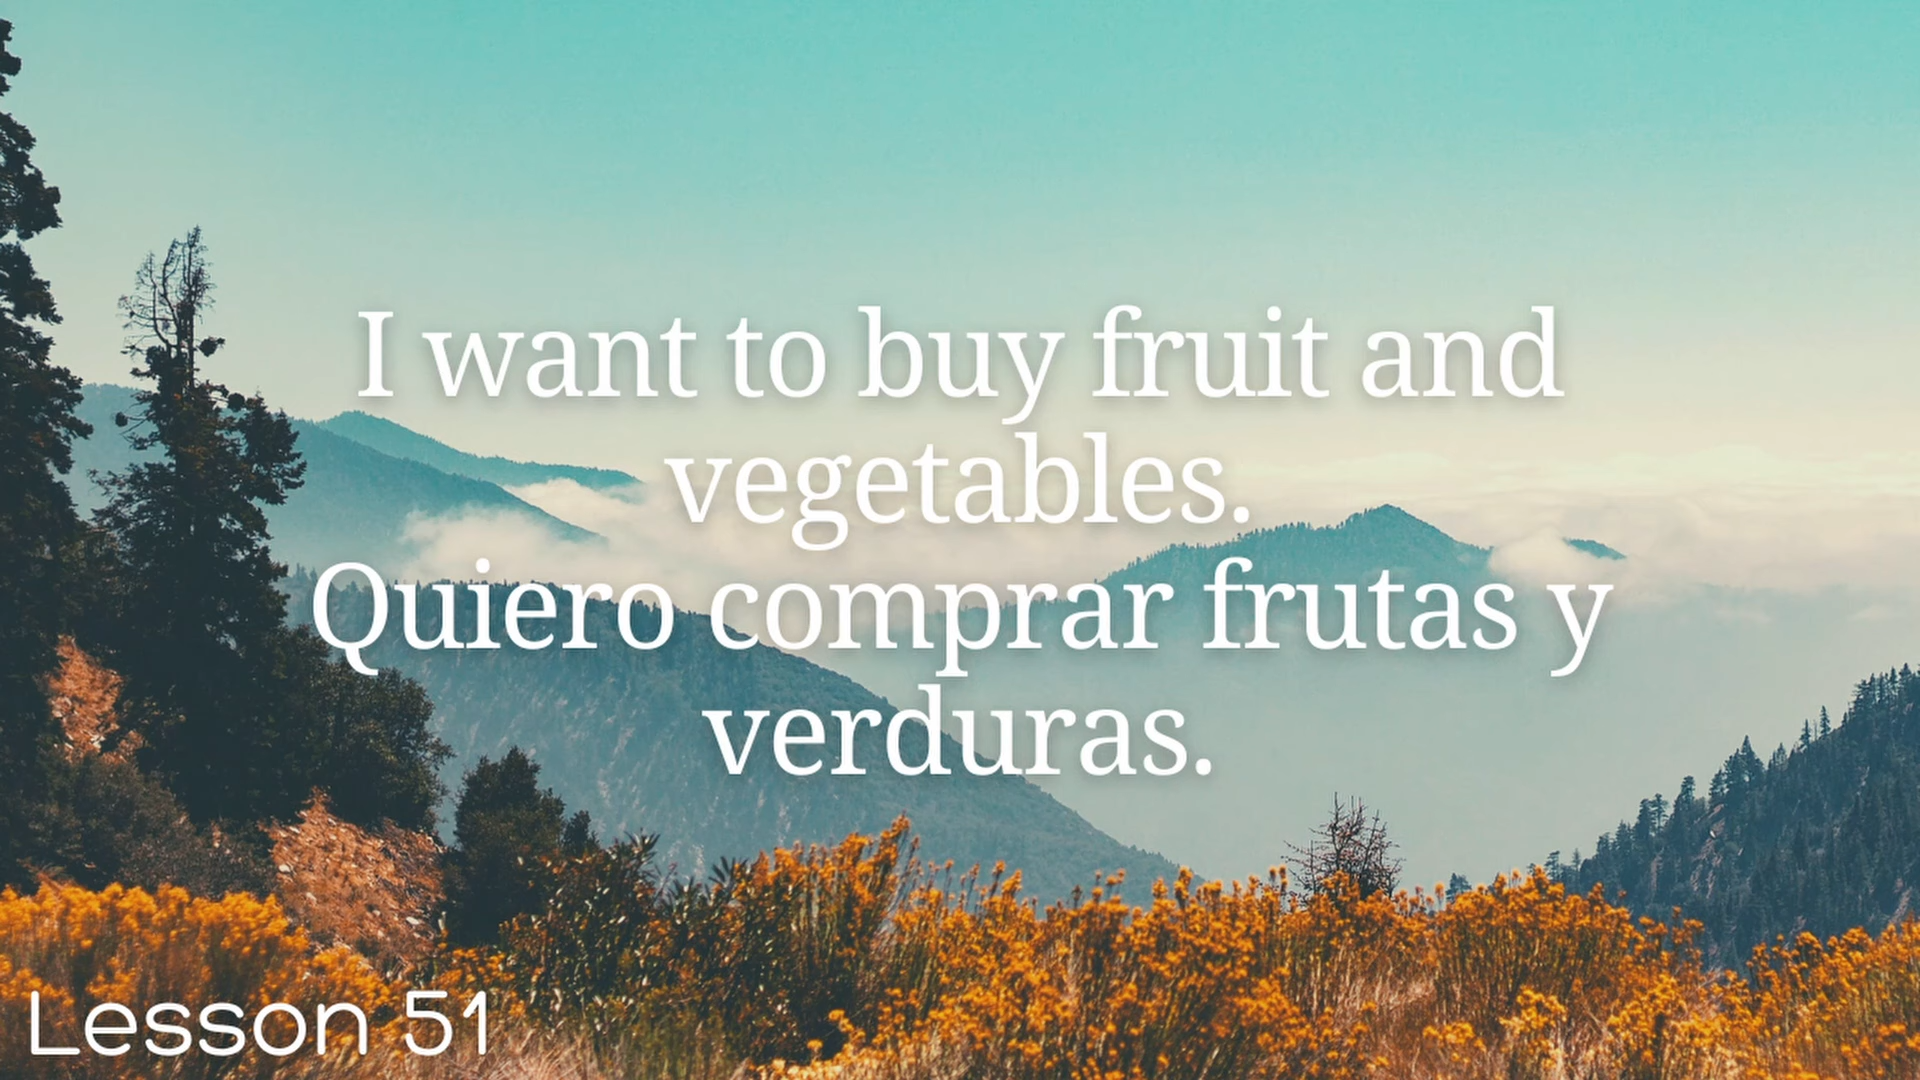 I want to buy fruit and
vegetables.
Quiero comprar frutas y
verduras.
Lesson 51